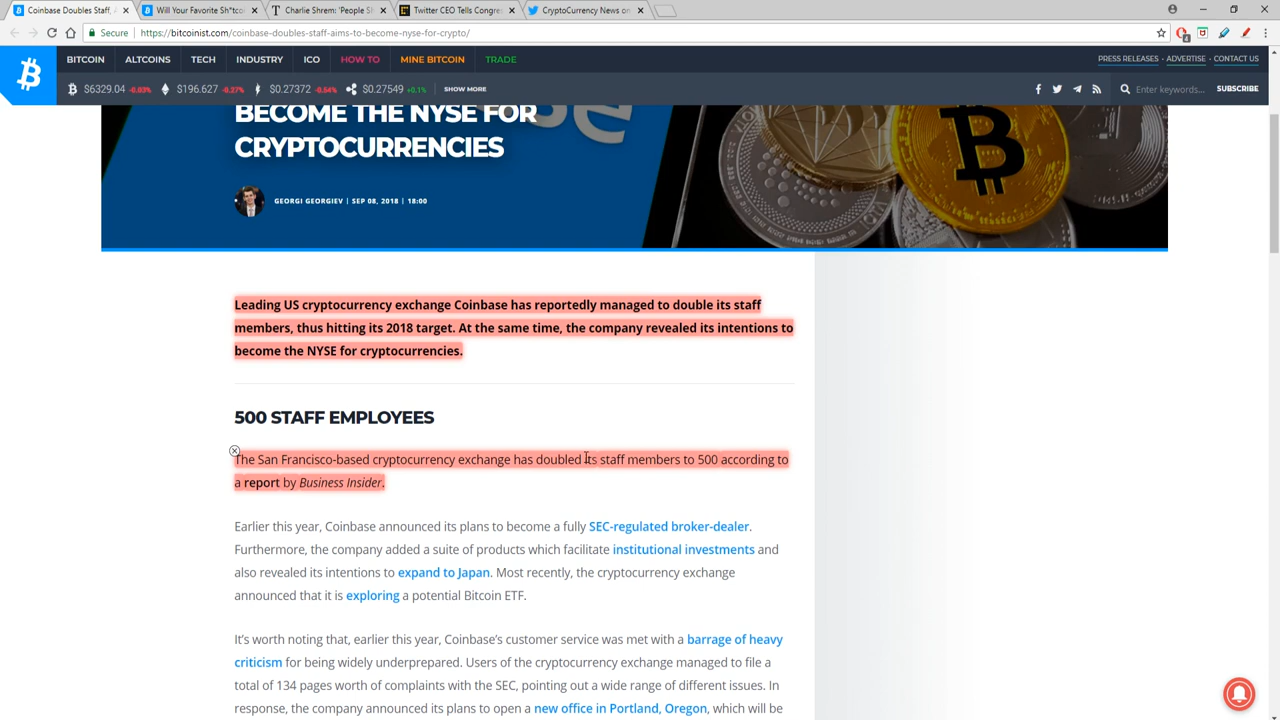 Coinbase Doubles Staff, A
Will Your Favorite Sh*tcoi
Charlie Shrem: 'People Sh
Twitter CEO Tells Congres
CryptoCurrency News on
Secure https://bitcoinist.com/coinbase-doubles-staff-aims-to-become-nyse-for-crypto/
4
BITCOIN ALTCOINS TECH INDUSTRY ICO HOW TO MINE BITCOIN TRADE
PRESS RELEASES • ADVERTISE • CONTACT US
$6329.04 -0.03% $196.627 -0.27% $0.27372 -0.54% $0.27549 +0.1% SHOW MORE
Enter keywords... SUBSCRIBE
BECOME THE NYSE FOR
CRYPTOCURRENCIES
GEORGI GEORGIEV | SEP 08, 2018 | 18:00
Leading US cryptocurrency exchange Coinbase has reportedly managed to double its staff
members, thus hitting its 2018 target. At the same time, the company revealed its intentions to
become the NYSE for cryptocurrencies.
500 STAFF EMPLOYEES
The San Francisco-based cryptocurrency exchange has doubled its staff members to 500 according to
a report by Business Insider.
Earlier this year, Coinbase announced its plans to become a fully SEC-regulated broker-dealer.
Furthermore, the company added a suite of products which facilitate institutional investments and
also revealed its intentions to expand to Japan. Most recently, the cryptocurrency exchange
announced that it is exploring a potential Bitcoin ETF.
It's worth noting that, earlier this year, Coinbase's customer service was met with a barrage of heavy
criticism for being widely underprepared. Users of the cryptocurrency exchange managed to file a
total of 134 pages worth of complaints with the SEC, pointing out a wide range of different issues. In
response, the company announced its plans to open a new office in Portland, Oregon, which will be